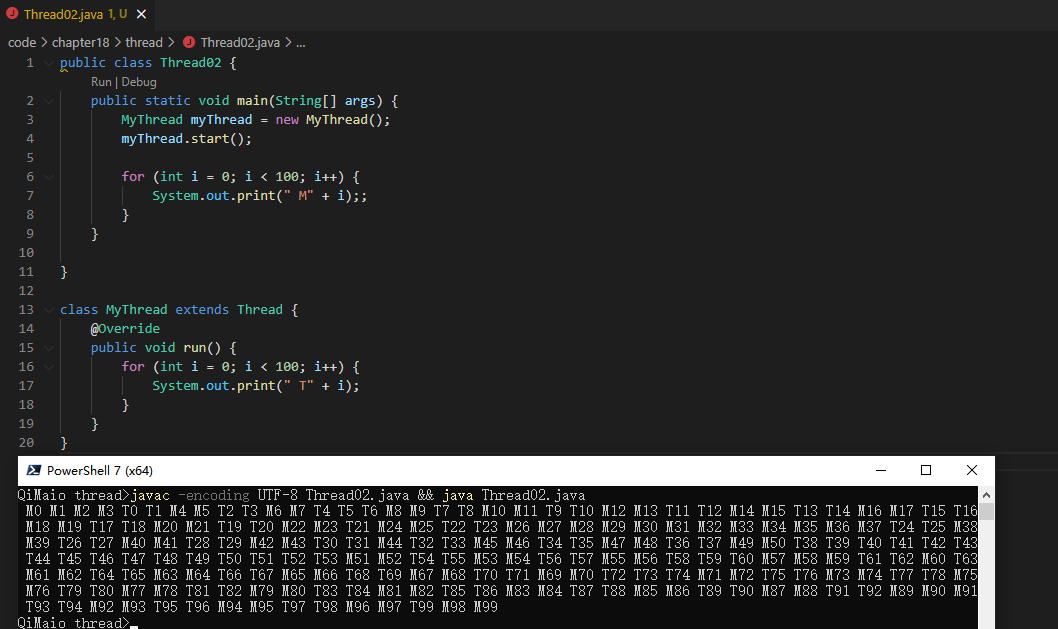 Thread02.java 1, U
code > chapter18 > thread > Thread02.java > ...
1 public class Thread02 {
Run | Debug
2 public static void main(String[] args) {
3 MyThread myThread = new MyThread();
4 myThread.start();
5
6 for (int i = 0; i < 100; i++) {
7 System.out.print(" M" + i);;
8 }
9 }
10
11 }
12
13 class MyThread extends Thread {
14 @Override
15 public void run() {
16 for (int i = 0; i < 100; i++) {
17 System.out.print(" T" + i);
18 }
19 }
20 }
PowerShell 7 (x64)
QiMaio thread>javac -encoding UTF-8 Thread02.java && java Thread02.java
M0 M1 M2 M3 T0 T1 M4 M5 T2 T3 M6 M7 T4 T5 T6 M8 M9 T7 T8 M10 M11 T9 T10 M12 M13 T11 T12 M14 M15 T13 T14 M16 M17 T15 T16
M18 M19 T17 T18 M20 M21 T19 T20 M22 M23 T21 M24 M25 T22 T23 M26 M27 M28 M29 M30 M31 M32 M33 M34 M35 M36 M37 T24 T25 M38
M39 T26 T27 M40 M41 T28 T29 M42 M43 T30 T31 M44 T32 T33 M45 M46 T34 T35 M47 M48 T36 T37 M49 M50 T38 T39 T40 T41 T42 T43
T44 T45 T46 T47 T48 T49 T50 T51 T52 T53 M51 M52 T54 T55 M53 M54 T56 T57 M55 M56 T58 T59 T60 M57 M58 M59 T61 T62 M60 T63
M61 M62 T64 T65 M63 M64 T66 T67 M65 M66 T68 T69 M67 M68 T70 T71 M69 M70 T72 T73 T74 M71 M72 T75 T76 M73 M74 T77 T78 M75
M76 T79 T80 M77 M78 T81 T82 M79 M80 T83 T84 M81 M82 T85 T86 M83 M84 T87 T88 M85 M86 T89 T90 M87 M88 T91 T92 M89 M90 M91
T93 T94 M92 M93 T95 T96 M94 M95 T97 T98 M96 M97 T99 M98 M99
QiMaio thread>